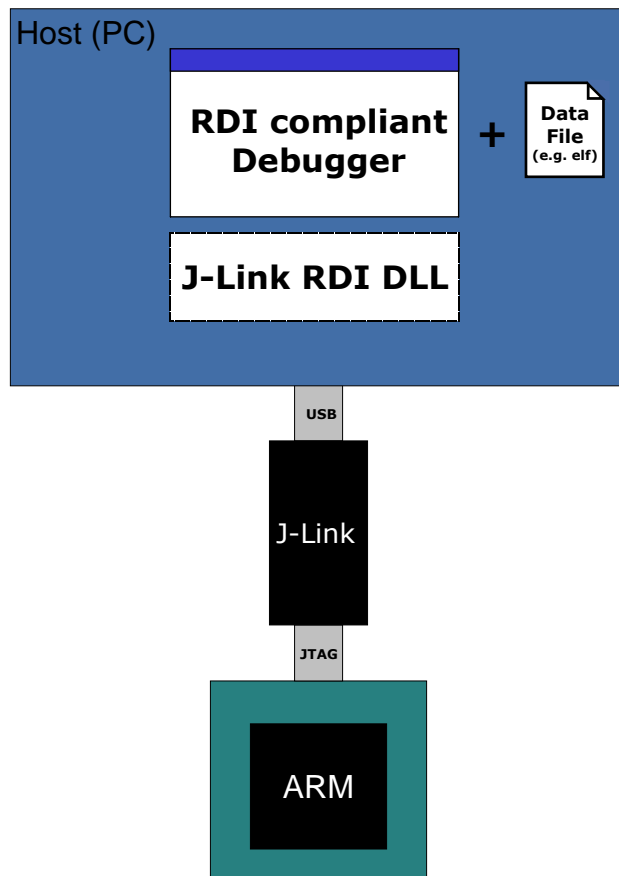 Host (PC)
RDI compliant
Debugger
+
Data
File
(e.g. elf)
J-Link RDI DLL
USB
J-Link
JTAG
ARM